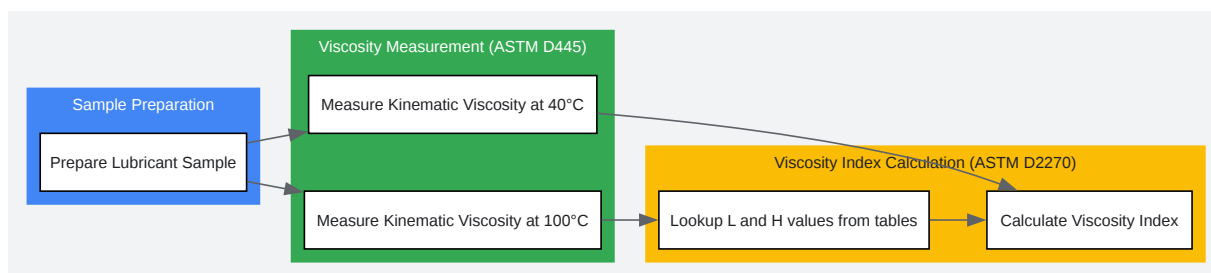 Sample Preparation
Prepare Lubricant Sample
Viscosity Measurement (ASTM D445)
Measure Kinematic Viscosity at 40°C
Measure Kinematic Viscosity at 100°C
Viscosity Index Calculation (ASTM D2270)
Lookup L and H values from tables
Calculate Viscosity Index